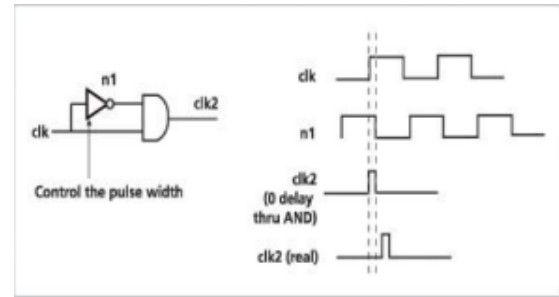 n1
clk2
clk
Control the pulse width
clk
n1
clk2
(0 delay
thru AND)
clk2 (real)